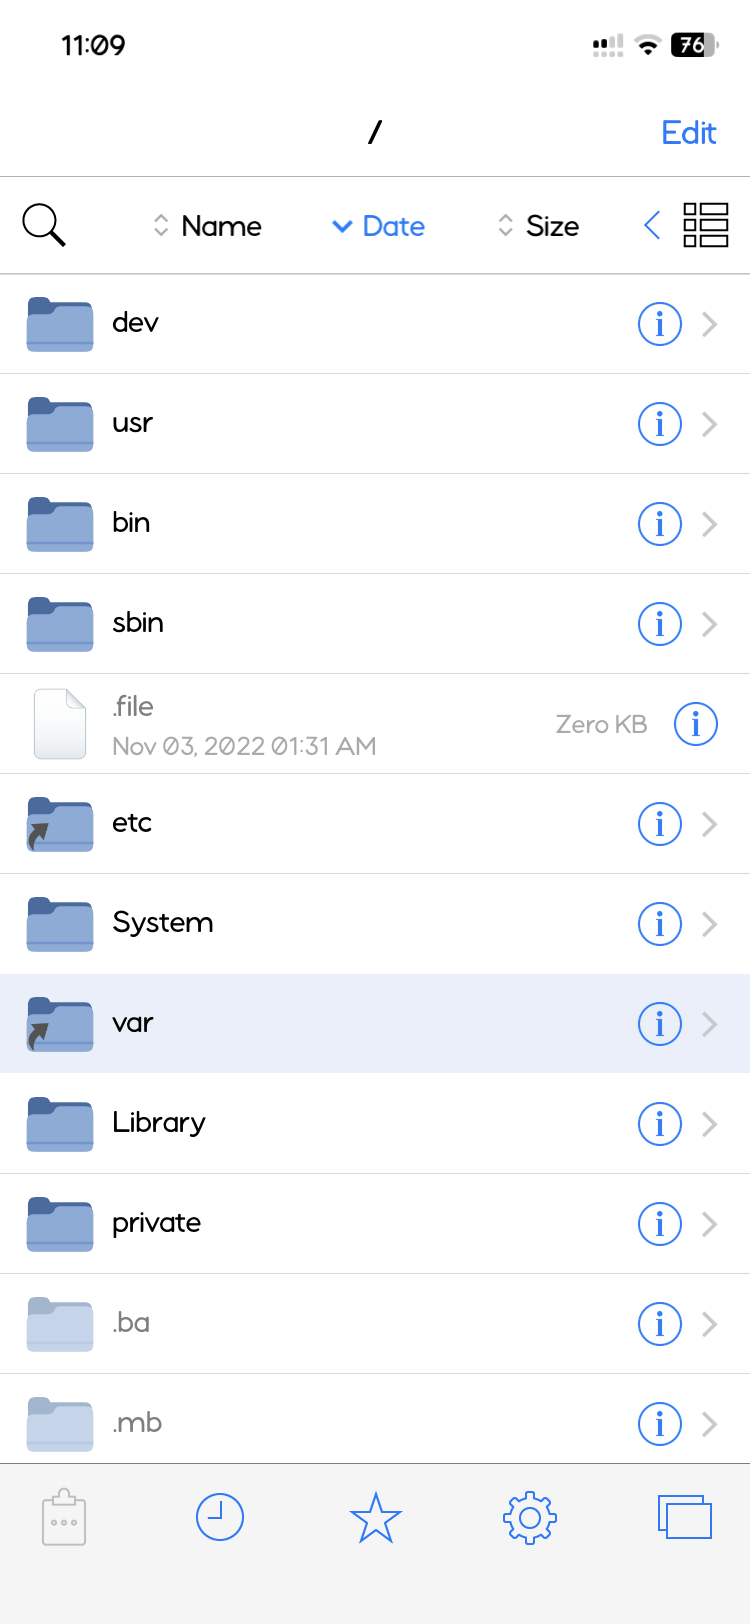 11:09
76
/
Edit
Name
Date
Size
dev
usr
bin
sbin
.file
Nov 03, 2022 01:31 AM
Zero KB
etc
System
var
Library
private
.ba
.mb